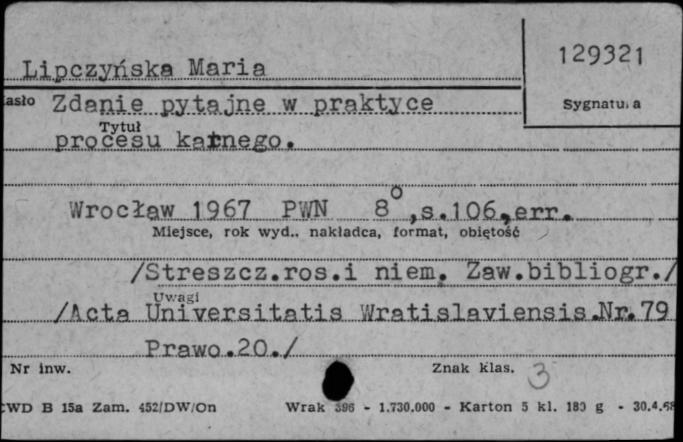 129321
Lipczyńska Maria
asło Zdanie pytajne w praktyce
Sygnatura
Tytuł
procesu karnego.
Wrocław 1967 PWN 8°,s.106,err.
Miejsce, rok wyd., nakładca, format, objętość
/Streszcz.ros.i niem. Zaw.bibliogr./
Uwagi
/Acta Universitatis Wratislaviensis.Nr.79
Prawo.20./
Nr inw.
Znak klas. 3
CWD B 15a Zam. 452/DW/On Wrak 396 - 1.730.000 - Karton 5 kl. 180 g - 30.4.68